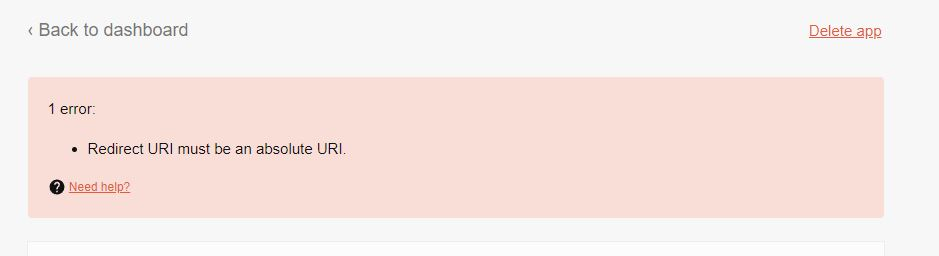 ‹ Back to dashboard
Delete app
1 error:
• Redirect URI must be an absolute URI.
? Need help?